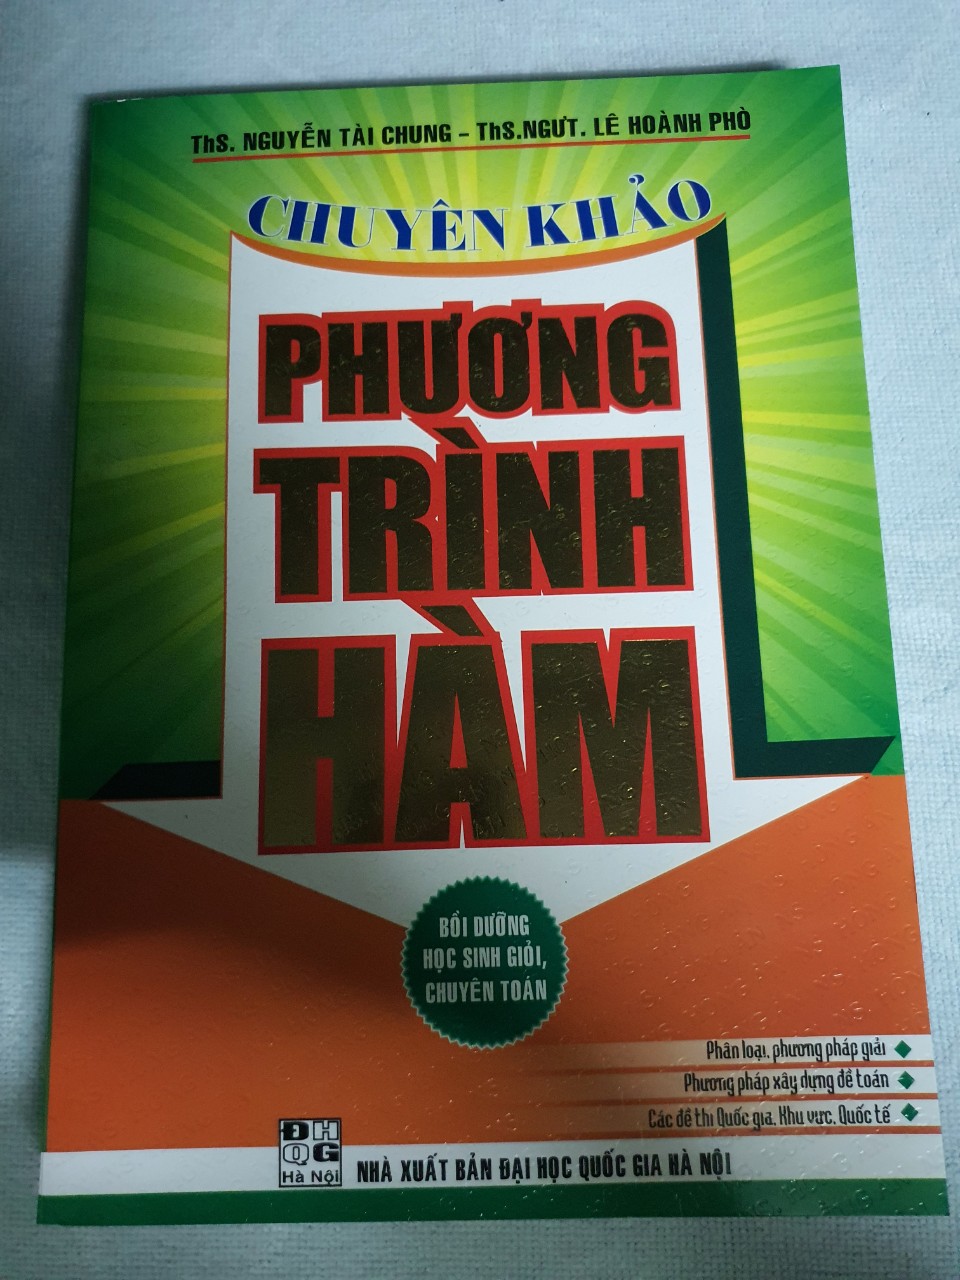 ThS. NGUYỄN TÀI CHUNG - ThS.NGƯT. LÊ HOÀNH PHÒ
CHUYÊN KHẢO
PHƯƠNG
TRÌNH
HÀM
BỒI DƯỠNG
HỌC SINH GIỎI,
CHUYÊN TOÁN
Phân loại, phương pháp giải
Phương pháp xây dựng đề toán
Các đề thi Quốc gia, Khu vực, Quốc tế
ĐH
QG
Hà Nội
NHÀ XUẤT BẢN ĐẠI HỌC QUỐC GIA HÀ NỘI